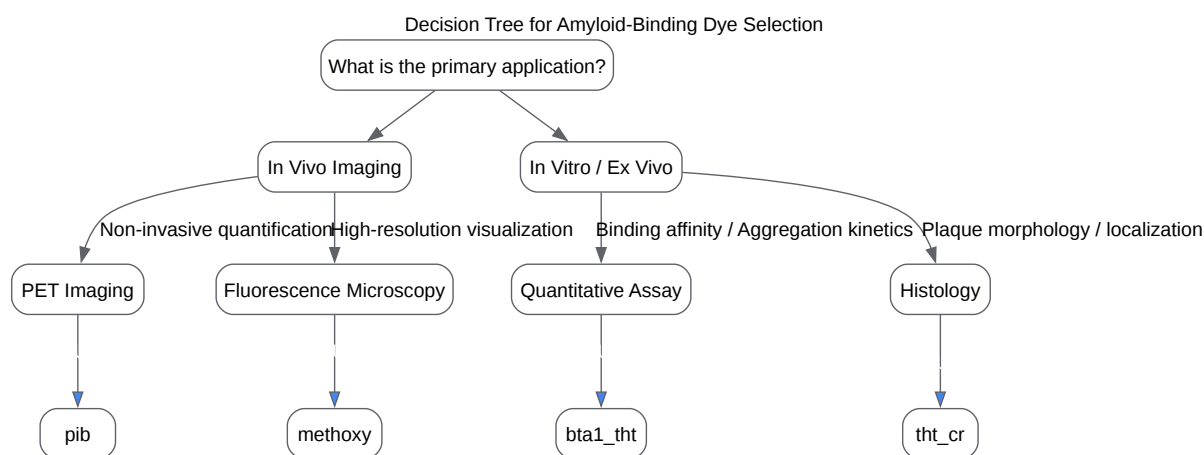 Decision Tree for Amyloid-Binding Dye Selection
What is the primary application?
In Vivo Imaging
In Vitro / Ex Vivo
Non-invasive quantification
High-resolution visualization
Binding affinity / Aggregation kinetics
Plaque morphology / localization
PET Imaging
Fluorescence Microscopy
Quantitative Assay
Histology
pib
methoxy
bta1_tht
tht_cr